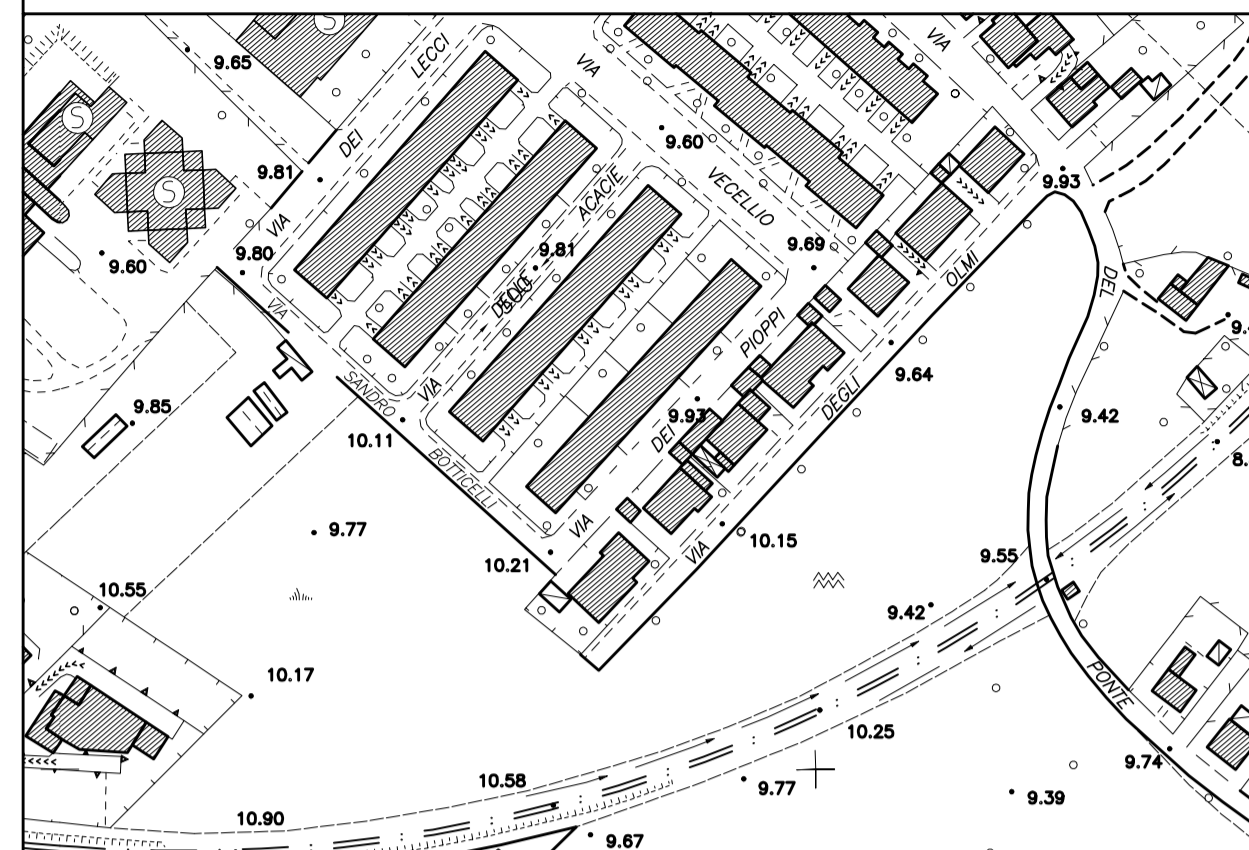 S
VIA
9.65
LECCI
VIA
S
DEI
9.60
9.81
S
ACACIE
VECELLIO
9.93
VIA
9.69
9.60
9.80
9.81
OLMI
DEL
VIA
DELLE
PIOPPI
9.64
SANDRO
VIA
DEGLI
9.85
9.93
9.42
10.11
DEI
BOTTICELLI
9.77
VIA
10.15
VIA
9.55
10.21
10.55
9.42
10.17
PONTE
10.25
9.74
10.58
9.77
9.39
10.90
9.67